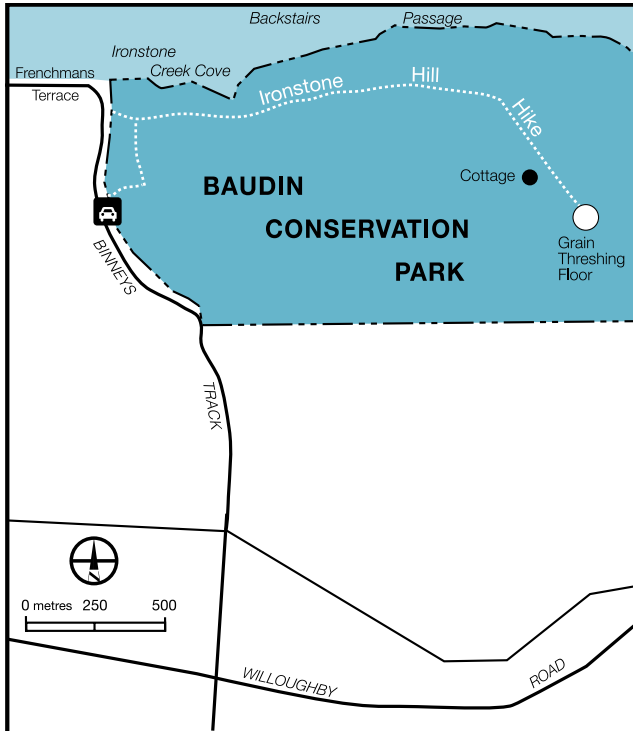 Backstairs Passage
Ironstone
Creek Cove
Frenchmans
Terrace
Ironstone Hill Hike
BAUDIN
CONSERVATION
PARK
Cottage
Grain
Threshing
Floor
BINNEYS TRACK
N
0 metres 250 500
WILLOUGHBY ROAD